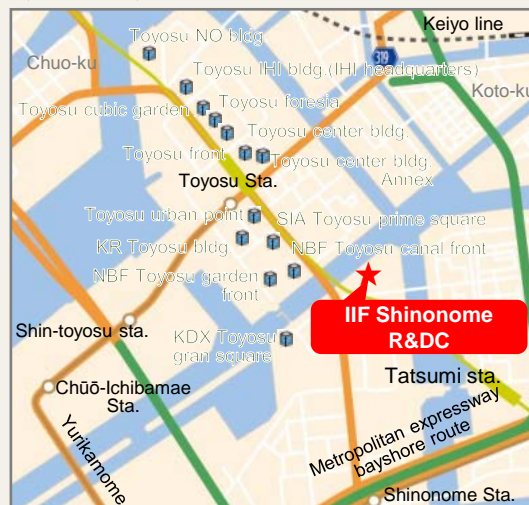 Keiyo line
Toyosu NO bldg
Chuo-ku
319
Toyosu IHI bldg.(IHI headquarters)
Koto-ku
Toyosu cubic garden
Toyosu foresia
Toyosu center bldg.
Toyosu front
Toyosu center bldg.
Annex
Toyosu Sta.
Toyosu urban point
SIA Toyosu prime square
KR Toyosu bldg
NBF Toyosu canal front
NBF Toyosu garden
front
IIF Shinonome
R&DC
Shin-toyosu sta.
KDX Toyosu
gran square
Tatsumi sta.
Chūō-Ichibamae
Sta.
Yurikamome
Metropolitan expressway
bayshore route
Shinonome Sta.